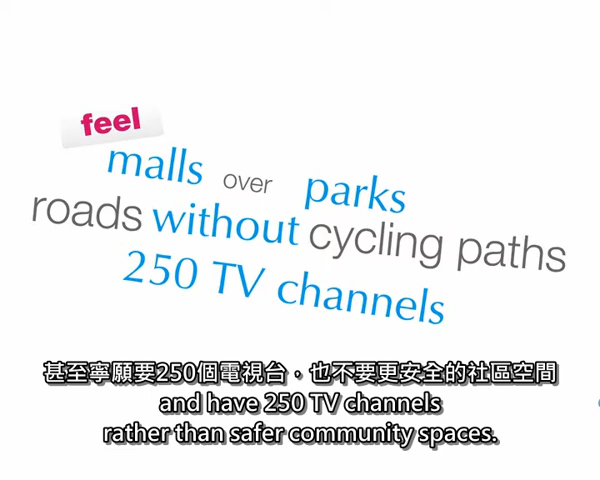 feel
malls over parks
roads without cycling paths
250 TV channels
甚至寧願要250個電視台，也不要更安全的社區空間
and have 250 TV channels
rather than safer community spaces.